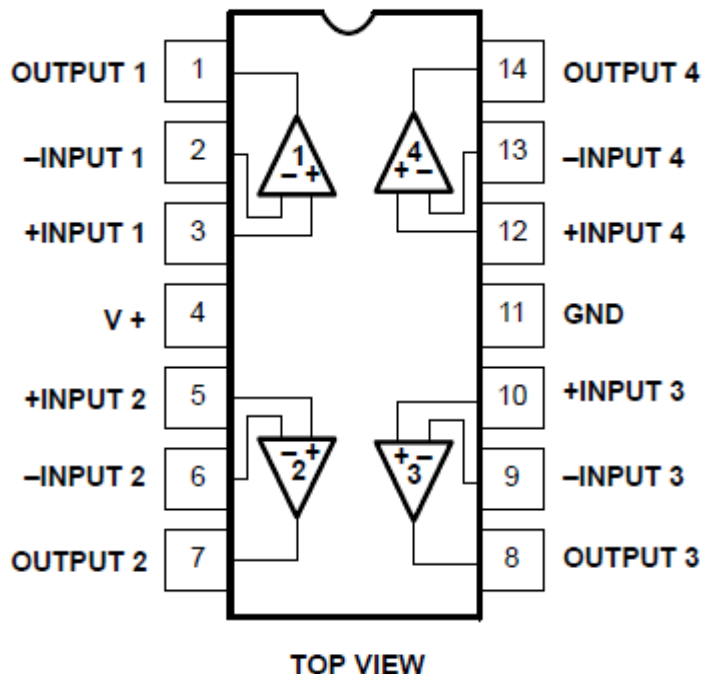 OUTPUT 1 1 14 OUTPUT 4
–INPUT 1 2 1 4 13 –INPUT 4
– + + –
+INPUT 1 3 12 +INPUT 4
V + 4 11 GND
+INPUT 2 5 10 +INPUT 3
– + + –
–INPUT 2 6 2 3 9 –INPUT 3
OUTPUT 2 7 8 OUTPUT 3
TOP VIEW